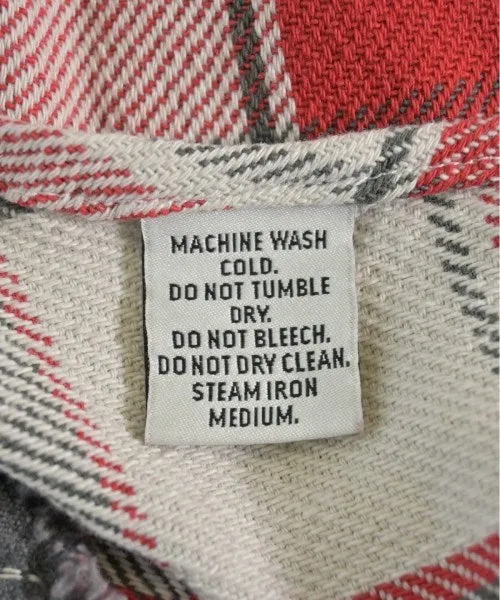 MACHINE WASH
COLD.
DO NOT TUMBLE
DRY.
DO NOT BLEECH.
DO NOT DRY CLEAN.
STEAM IRON
MEDIUM.